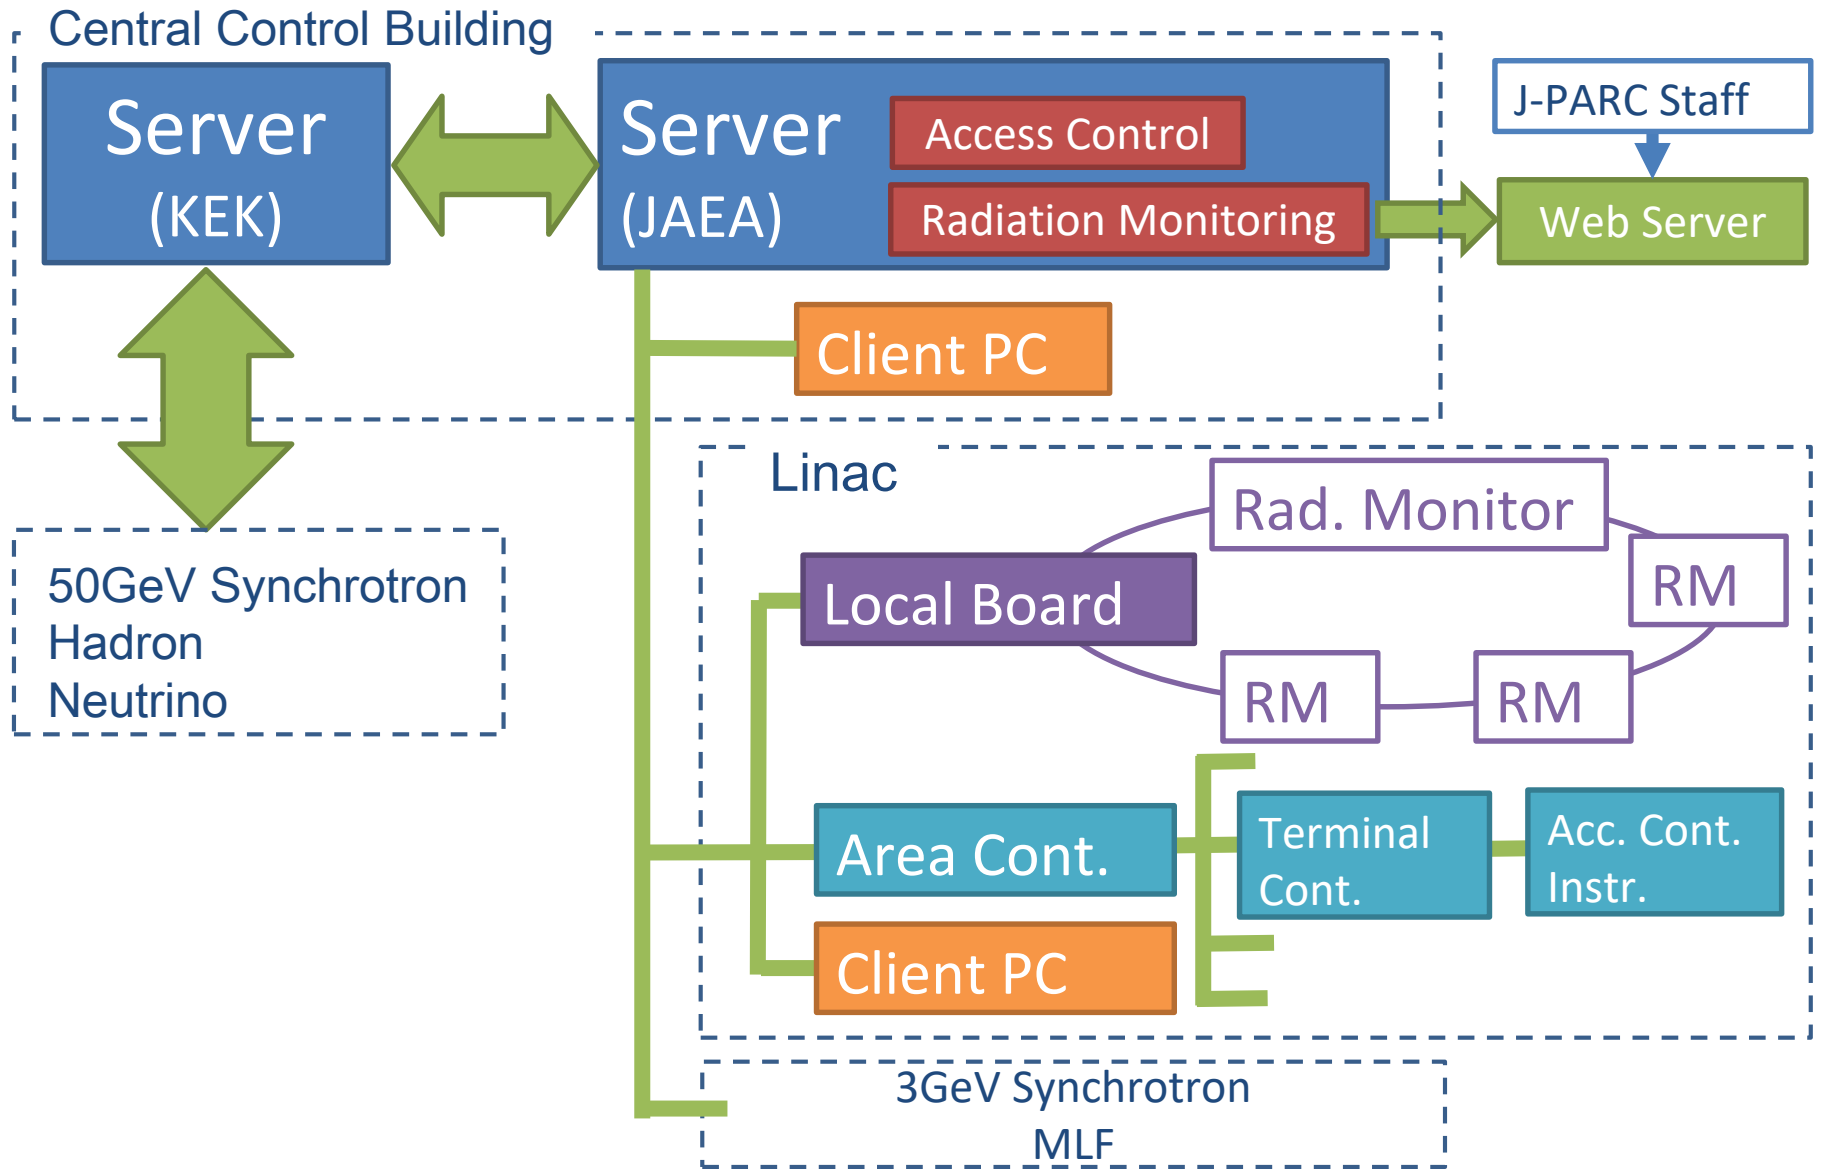 Central Control Building
Server
(KEK)
Server
(JAEA)
Access Control
Radiation Monitoring
J-PARC Staff
Web Server
Client PC
50GeV Synchrotron
Hadron
Neutrino
Linac
Rad. Monitor
RM
Local Board
RM
RM
Area Cont.
Terminal
Cont.
Acc. Cont.
Instr.
Client PC
3GeV Synchrotron
MLF